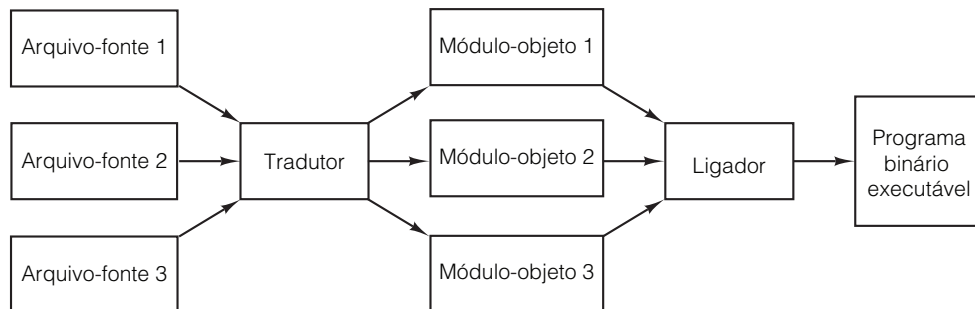 Arquivo-fonte 1
Módulo-objeto 1
Arquivo-fonte 2
Tradutor
Módulo-objeto 2
Ligador
Programa
binário
executável
Arquivo-fonte 3
Módulo-objeto 3